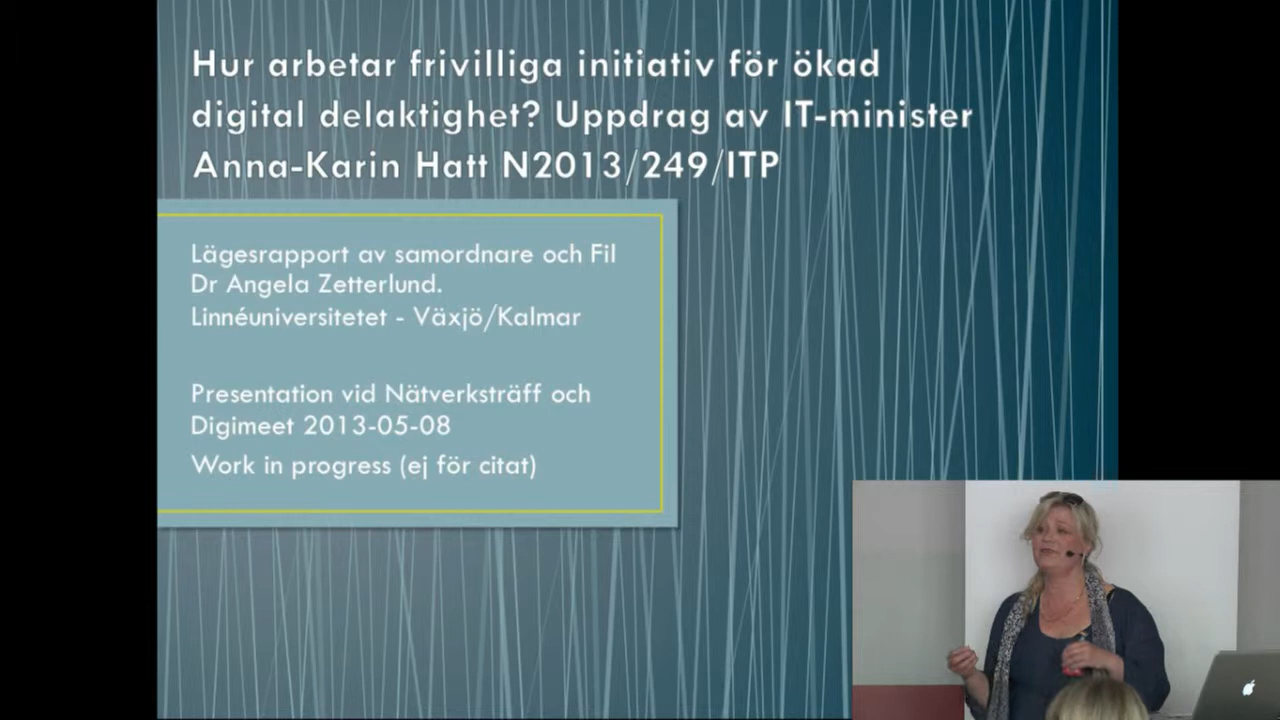 Hur arbetar frivilliga initiativ för ökad
digital delaktighet? Uppdrag av IT-minister
Anna-Karin Hatt N2013/249/ITP
Lägesrapport av samordnare och Fil
Dr Angela Zetterlund.
Linnéuniversitetet - Växjö/Kalmar
Presentation vid Nätverksträff och
Digimeet 2013-05-08
Work in progress (ej för citat)